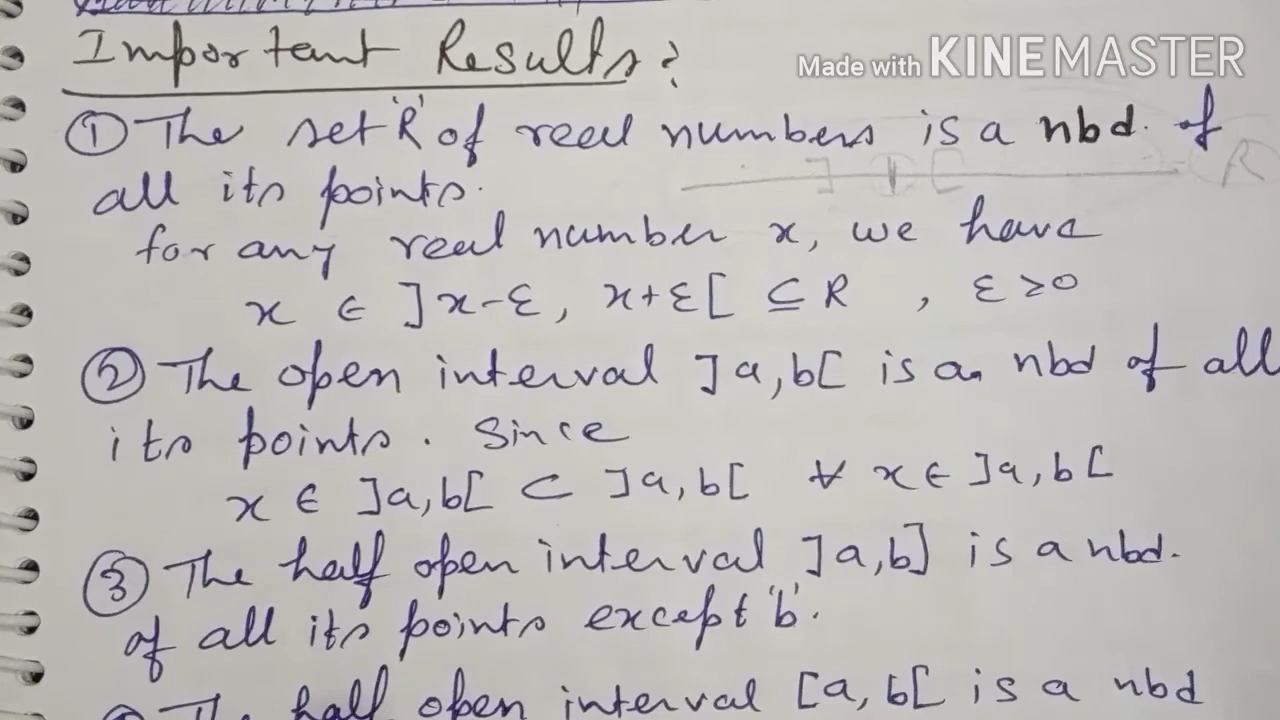 Important Results:
Made with KINEMASTER
① The set 'R' of real numbers is a nbd. of
R
all its points.
for any real number x, we have
x ∈ ]x-ε, x+ε[ ⊆ R , ε>0
② The open interval ]a,b[ is a nbd of all
its points. Since
x ∈ ]a,b[ ⊂ ]a,b[ ∀ x ∈ ]a,b[
③ The half open interval ]a,b] is a nbd.
of all its points except 'b'.
The half open interval [a,b[ is a nbd